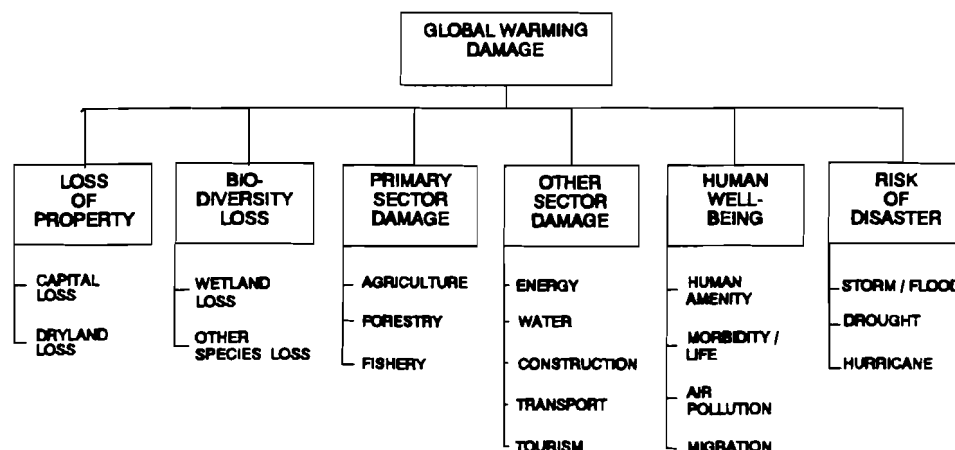 GLOBAL WARMING
DAMAGE
LOSS
OF
PROPERTY
BIO-
DIVERSITY
LOSS
PRIMARY
SECTOR
DAMAGE
OTHER
SECTOR
DAMAGE
HUMAN
WELL-
BEING
RISK
OF
DISASTER
CAPITAL
LOSS
DRYLAND
LOSS
WETLAND
LOSS
OTHER
SPECIES LOSS
AGRICULTURE
FORESTRY
FISHERY
ENERGY
WATER
CONSTRUCTION
TRANSPORT
TOURISM
HUMAN
AMENITY
MORBIDITY /
LIFE
AIR
POLLUTION
MIGRATION
STORM / FLOOD
DROUGHT
HURRICANE